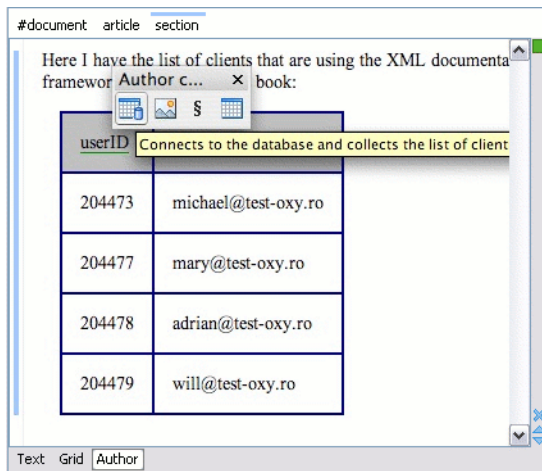 #document article section
Here I have the list of clients that are using the XML documenta
framewor Author c... × book:
§
userID Connects to the database and collects the list of client
204473 michael@test-oxy.ro
204477 mary@test-oxy.ro
204478 adrian@test-oxy.ro
204479 will@test-oxy.ro
Text Grid Author